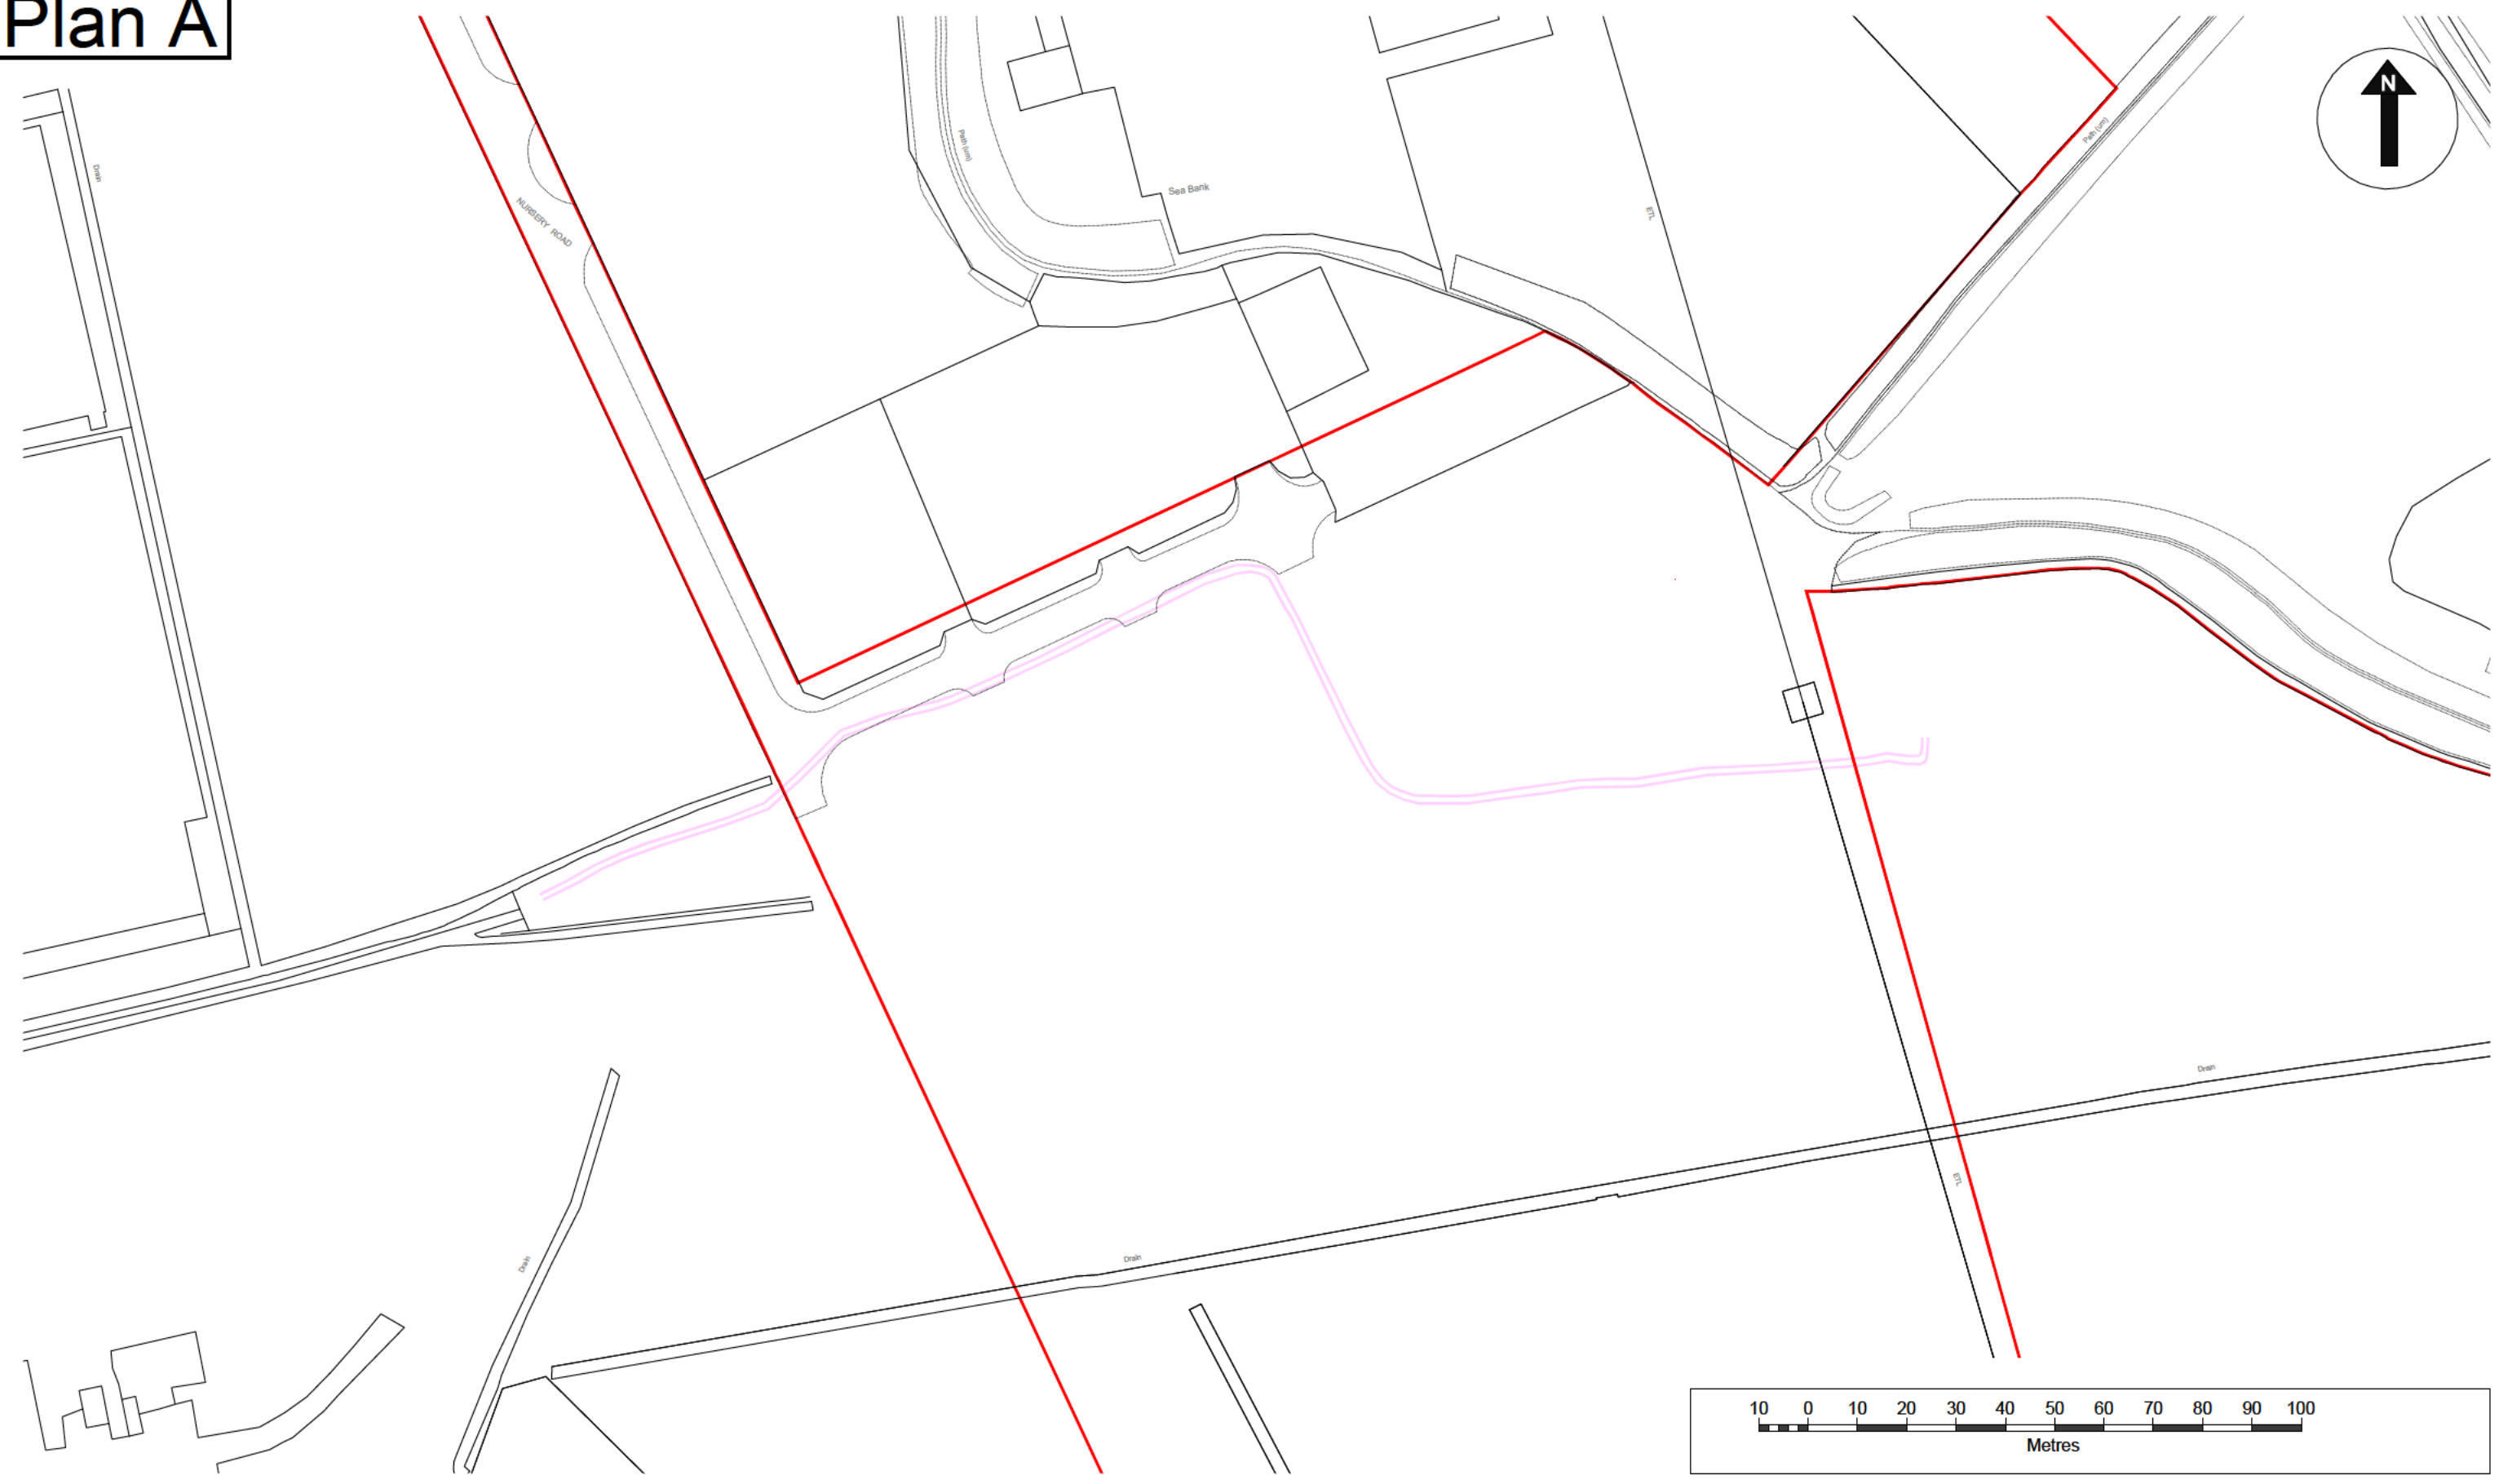 Plan A
N
Drain
Path (um)
Path (um)
Sea Bank
NURSERY ROAD
ETL
Drain
ETL
Drain
Drain
10 0 10 20 30 40 50 60 70 80 90 100
Metres